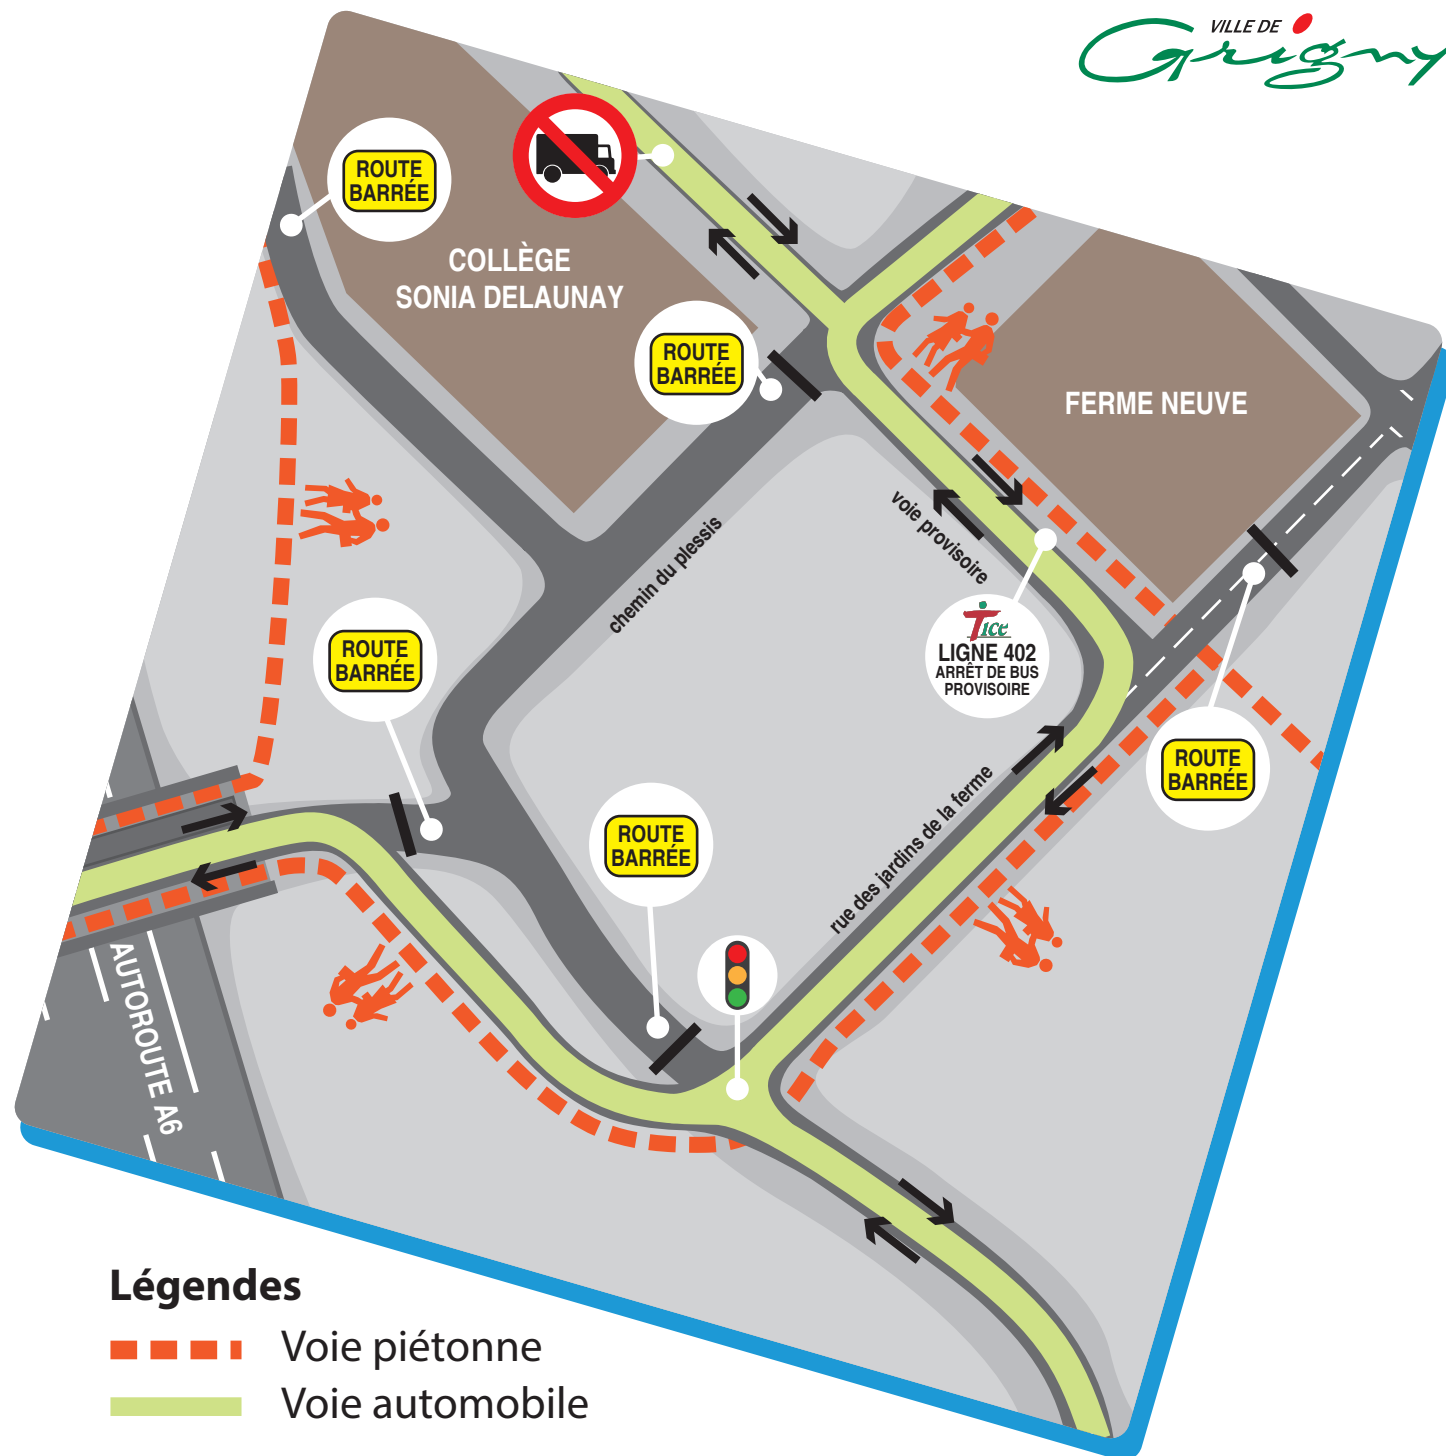 VILLE DE
Grigny
ROUTE
BARRÉE
COLLÈGE
SONIA DELAUNAY
ROUTE
BARRÉE
FERME NEUVE
voie provisoire
chemin du plessis
Tice
LIGNE 402
ARRÊT DE BUS
PROVISOIRE
ROUTE
BARRÉE
ROUTE
BARRÉE
rue des jardins de la ferme
ROUTE
BARRÉE
AUTOROUTE A6
Légendes
Voie piétonne
Voie automobile